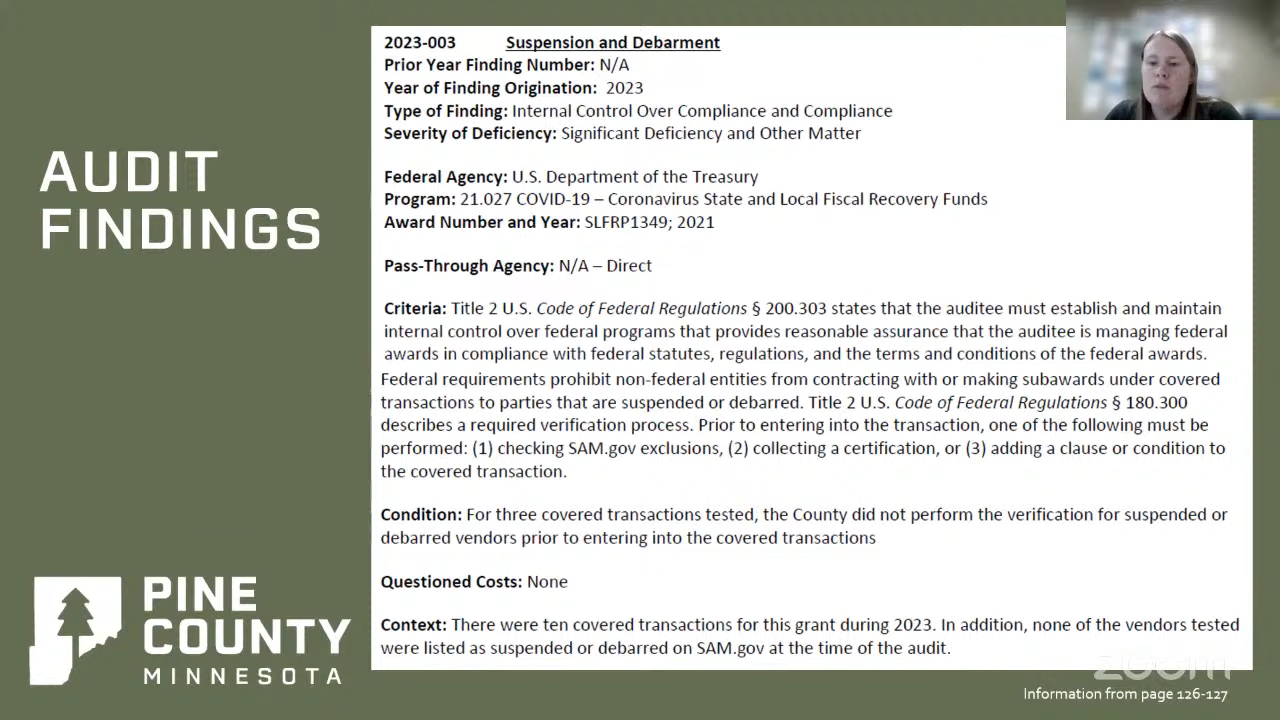 AUDIT
FINDINGS
2023-003 Suspension and Debarment
Prior Year Finding Number: N/A
Year of Finding Origination: 2023
Type of Finding: Internal Control Over Compliance and Compliance
Severity of Deficiency: Significant Deficiency and Other Matter
Federal Agency: U.S. Department of the Treasury
Program: 21.027 COVID-19 – Coronavirus State and Local Fiscal Recovery Funds
Award Number and Year: SLFRP1349; 2021
Pass-Through Agency: N/A – Direct
Criteria: Title 2 U.S. Code of Federal Regulations § 200.303 states that the auditee must establish and maintain
internal control over federal programs that provides reasonable assurance that the auditee is managing federal
awards in compliance with federal statutes, regulations, and the terms and conditions of the federal awards.
Federal requirements prohibit non-federal entities from contracting with or making subawards under covered
transactions to parties that are suspended or debarred. Title 2 U.S. Code of Federal Regulations § 180.300
describes a required verification process. Prior to entering into the transaction, one of the following must be
performed: (1) checking SAM.gov exclusions, (2) collecting a certification, or (3) adding a clause or condition to
the covered transaction.
Condition: For three covered transactions tested, the County did not perform the verification for suspended or
debarred vendors prior to entering into the covered transactions
Questioned Costs: None
Context: There were ten covered transactions for this grant during 2023. In addition, none of the vendors tested
were listed as suspended or debarred on SAM.gov at the time of the audit.
PINE
COUNTY
MINNESOTA
zoom
Information from page 126-127